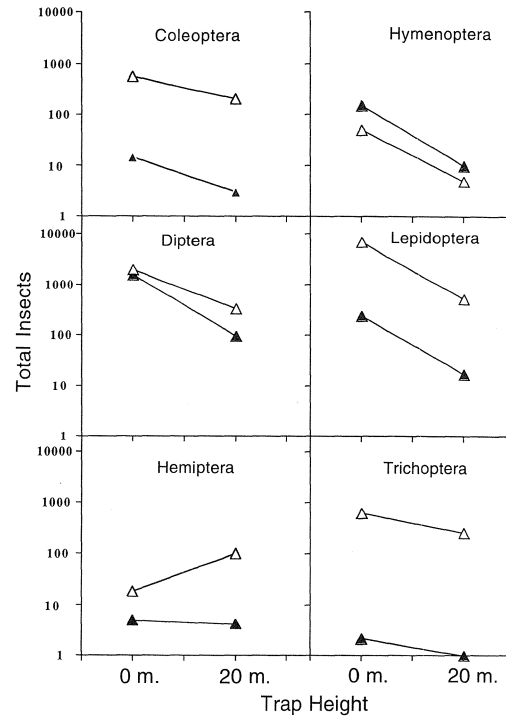 Coleoptera
Hymenoptera
10000
1000
100
10
1
Diptera
Lepidoptera
10000
1000
100
10
1
Hemiptera
Trichoptera
10000
1000
100
10
1
Total Insects
0 m. 20 m. 0 m. 20 m.
Trap Height